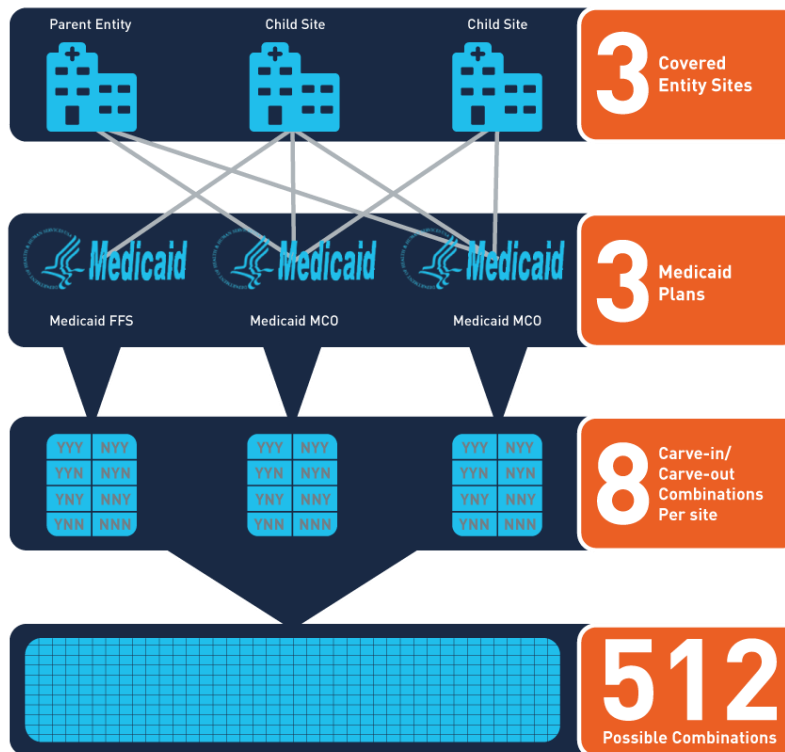 Parent Entity
Child Site
Child Site
3
Covered
Entity Sites
Medicaid
Medicaid
Medicaid
Medicaid FFS
Medicaid MCO
Medicaid MCO
3
Medicaid
Plans
YYY NYY
YYN NYN
YNY NNY
YNN NNN
YYY NYY
YYN NYN
YNY NNY
YNN NNN
YYY NYY
YYN NYN
YNY NNY
YNN NNN
8
Carve-in/
Carve-out
Combinations
Per site
512
Possible Combinations